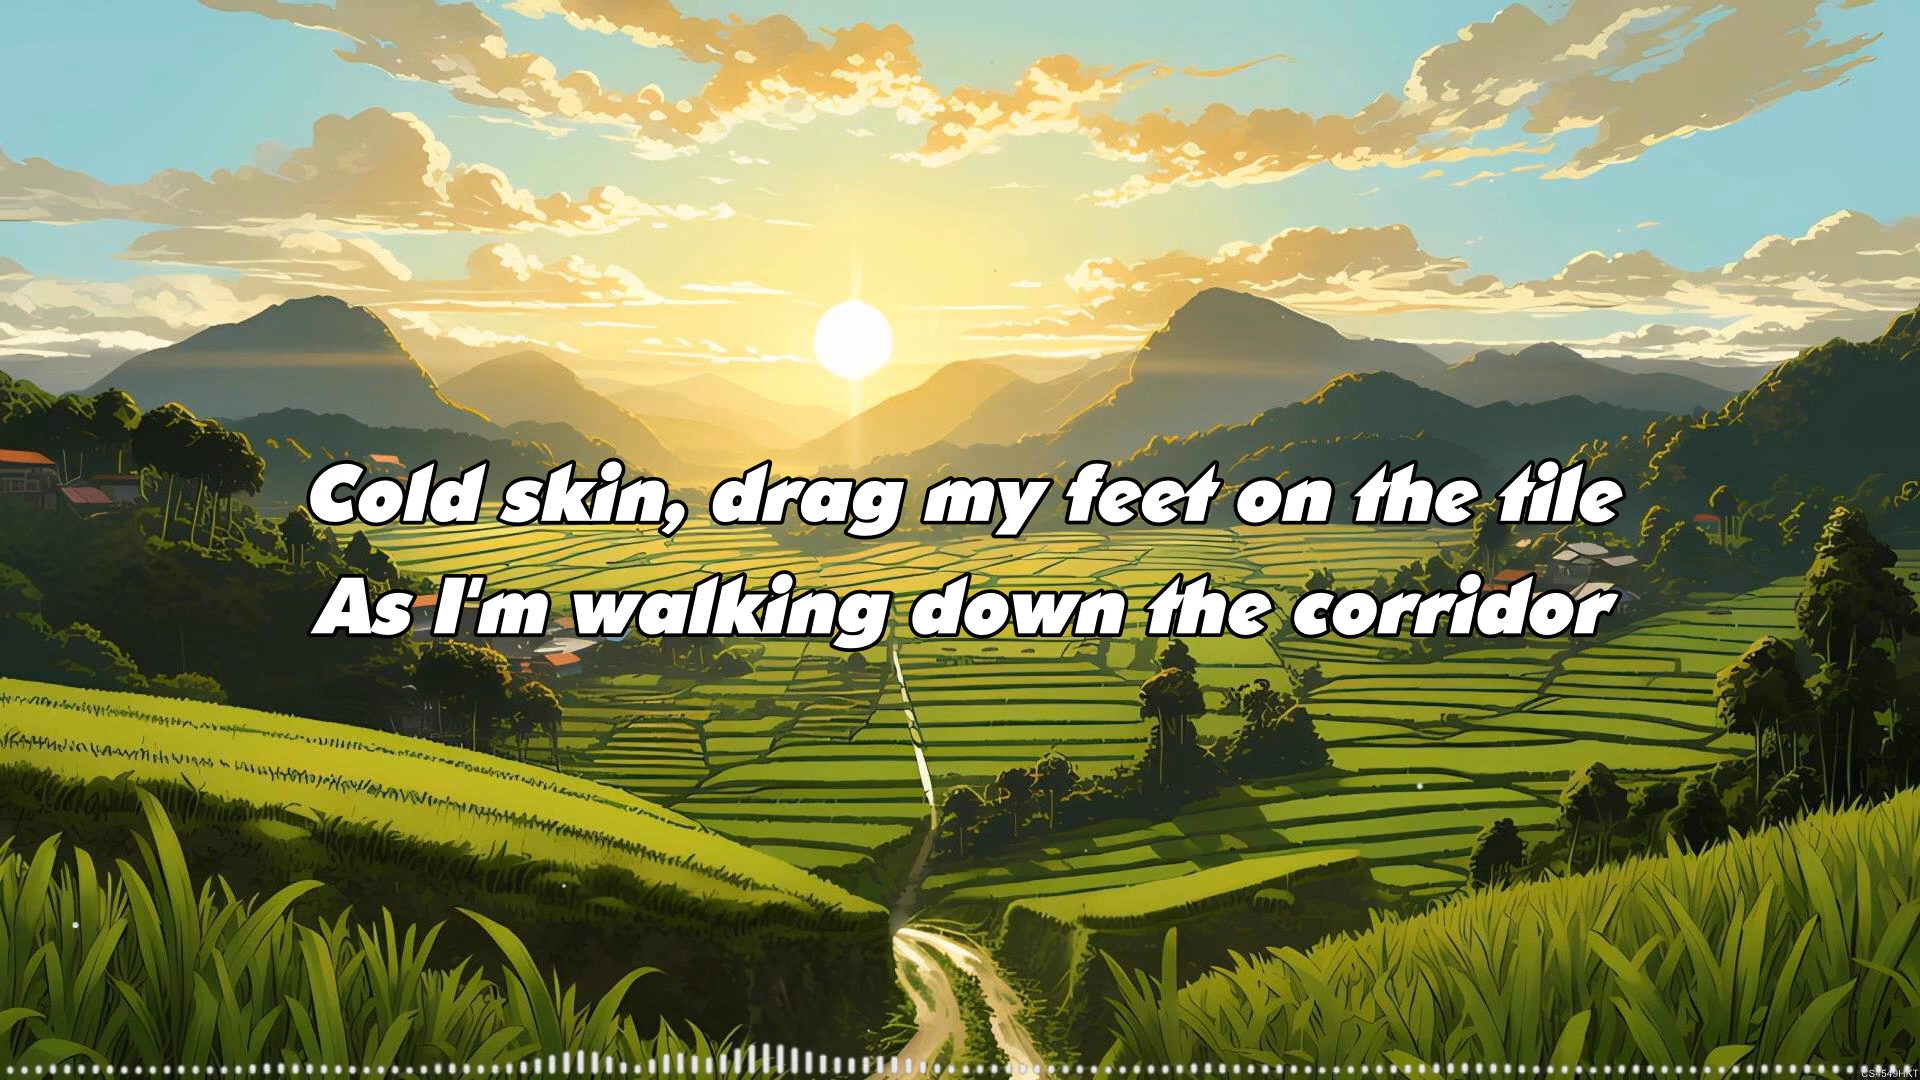 Cold skin, drag my feet on the tile
As I'm walking down the corridor